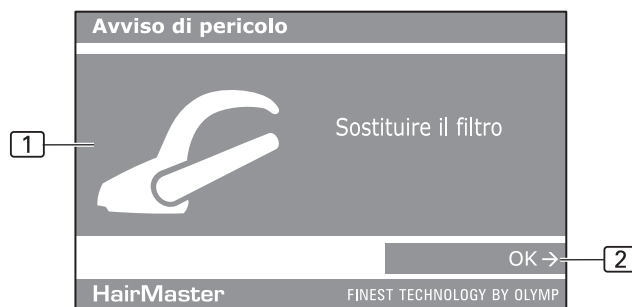 Avviso di pericolo
1
Sostituire il filtro
OK →
2
HairMaster FINEST TECHNOLOGY BY OLYMP